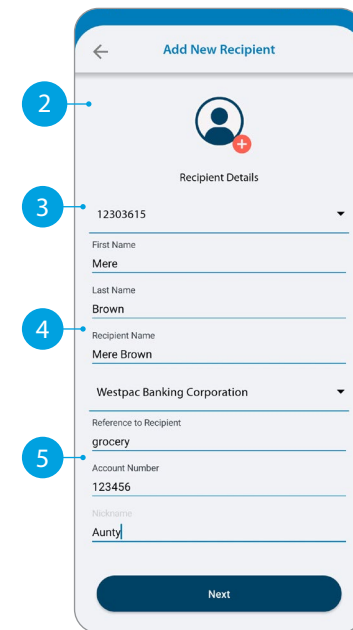 Add New Recipient
2
Recipient Details
3
12303615
First Name
Mere
Last Name
Brown
4
Recipient Name
Mere Brown
Westpac Banking Corporation
Reference to Recipient
grocery
5
Account Number
123456
Nickname
Aunty
Next